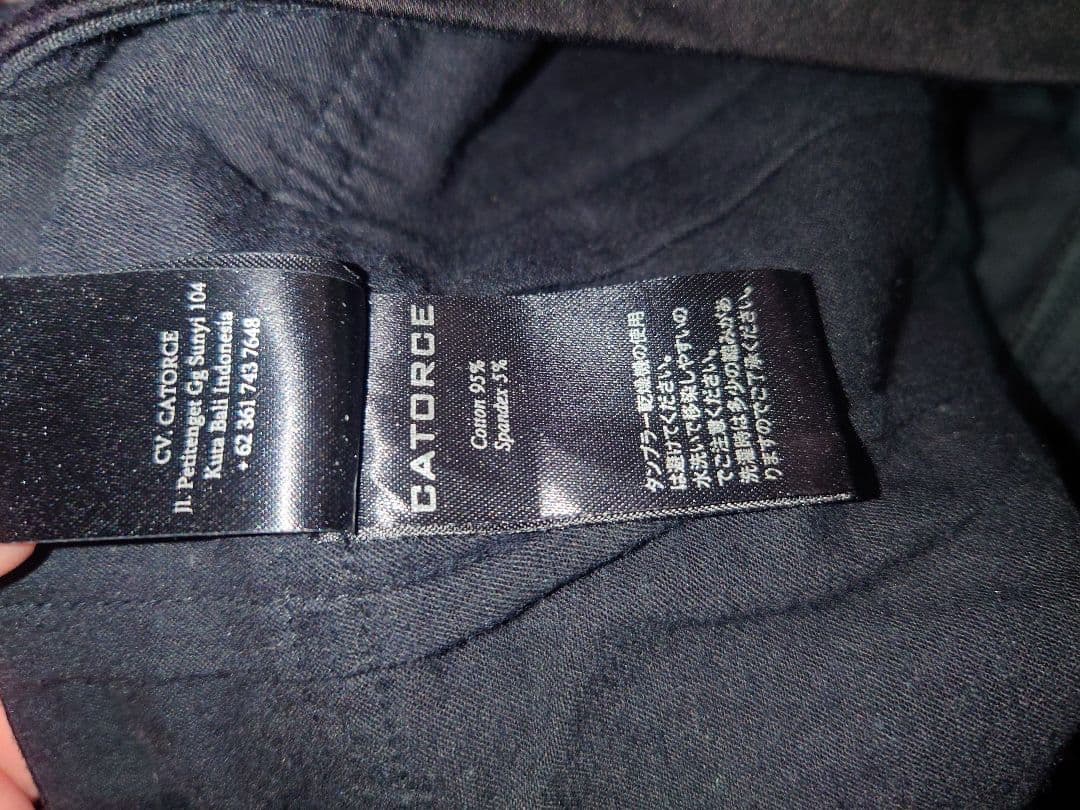 CV. CATORCE
Jl. Petitenget Gg Sunyi 104
Kuta Bali Indonesia
+ 62 361 743 7648
CATORCE
Cotton 95%
Spandex 5%
タンブラー乾燥機の使用
は避けてください。
水洗いで移染しやすいの
でご注意ください。
洗濯時は多少の縮みがあ
りますのでご了承ください。